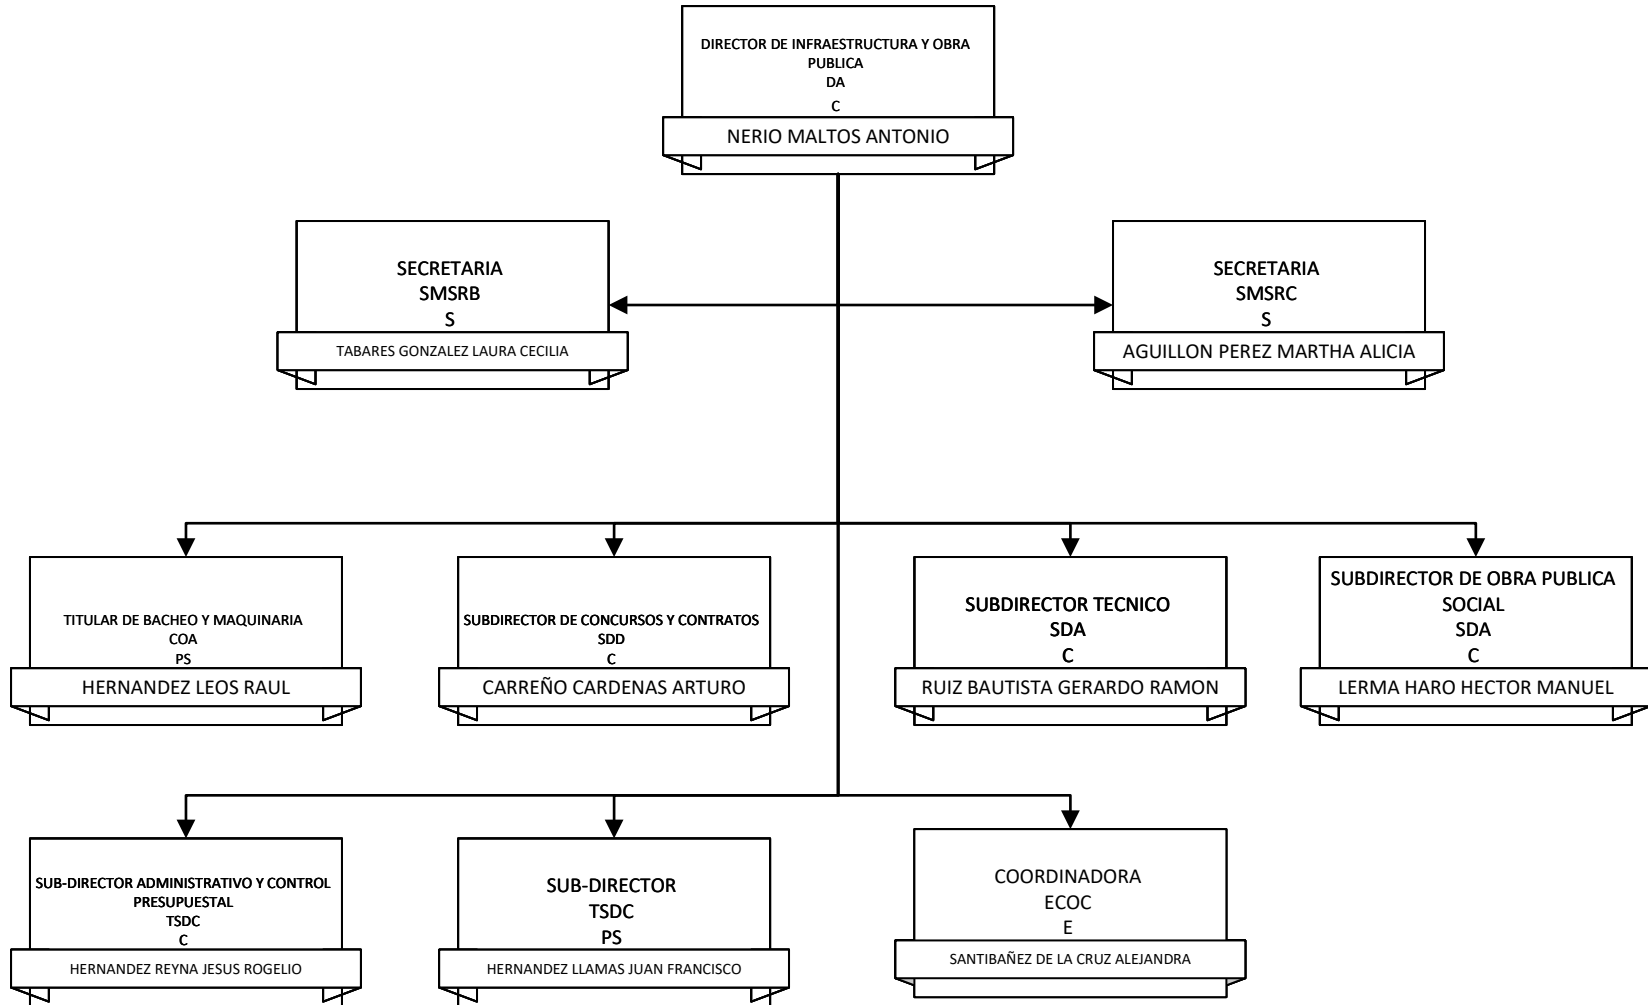 DIRECTOR DE INFRAESTRUCTURA Y OBRA
PUBLICA
DA
C
NERIO MALTOS ANTONIO
SECRETARIA
SMSRB
S
TABARES GONZALEZ LAURA CECILIA
SECRETARIA
SMSRC
S
AGUILLON PEREZ MARTHA ALICIA
TITULAR DE BACHEO Y MAQUINARIA
COA
PS
HERNANDEZ LEOS RAUL
SUBDIRECTOR DE CONCURSOS Y CONTRATOS
SDD
C
CARREÑO CARDENAS ARTURO
SUBDIRECTOR TECNICO
SDA
C
RUIZ BAUTISTA GERARDO RAMON
SUBDIRECTOR DE OBRA PUBLICA
SOCIAL
SDA
C
LERMA HARO HECTOR MANUEL
SUB-DIRECTOR ADMINISTRATIVO Y CONTROL
PRESUPUESTAL
TSDC
C
HERNANDEZ REYNA JESUS ROGELIO
SUB-DIRECTOR
TSDC
PS
HERNANDEZ LLAMAS JUAN FRANCISCO
COORDINADORA
ECOC
E
SANTIBAÑEZ DE LA CRUZ ALEJANDRA